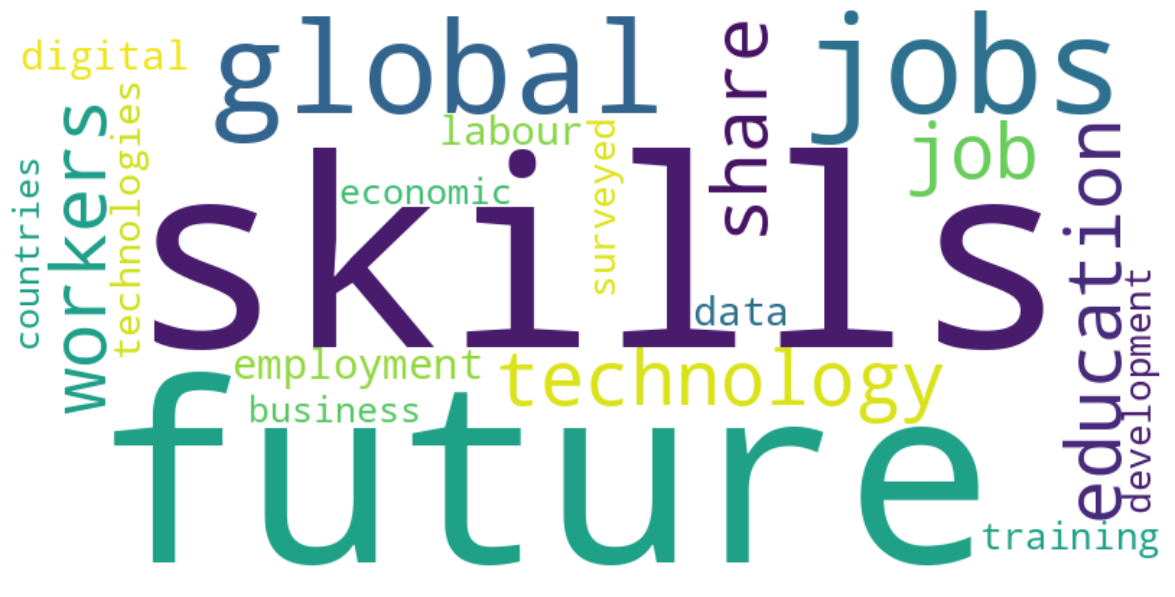 digital
global
share
jobs
labour
surveyed
job
workers
technologies
countries
economic
skills
education
data
development
employment
technology
business
future
training